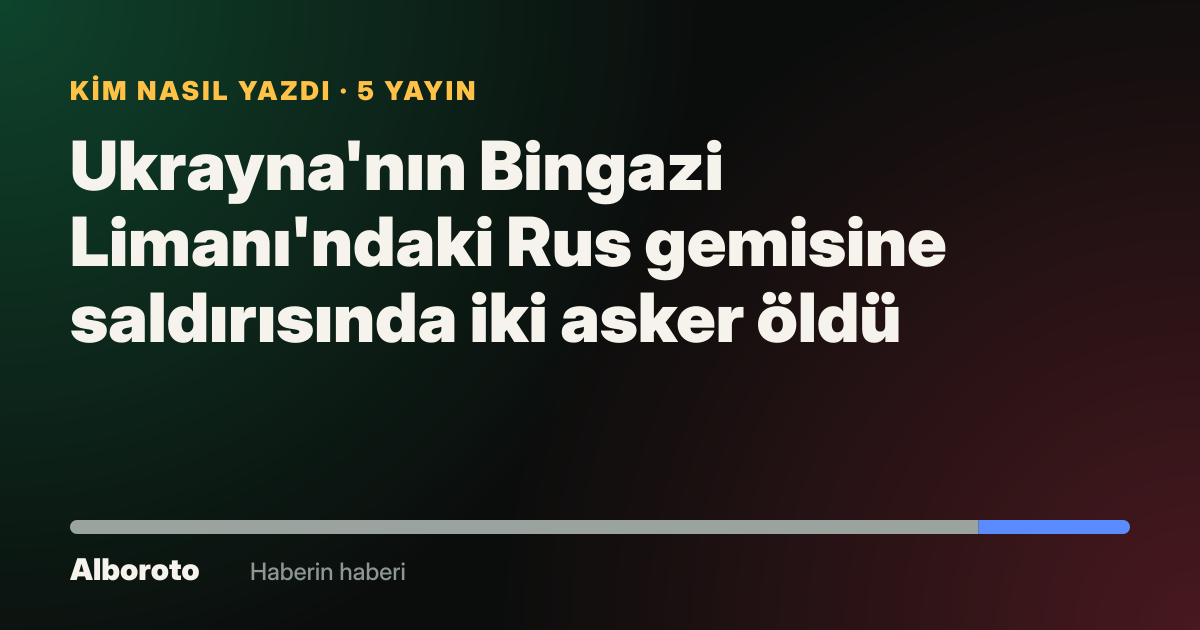 KİM NASIL YAZDI · 5 YAYIN
Ukrayna'nın Bingazi
Limanı'ndaki Rus gemisine
saldırısında iki asker öldü
Alboroto
Haberin haberi